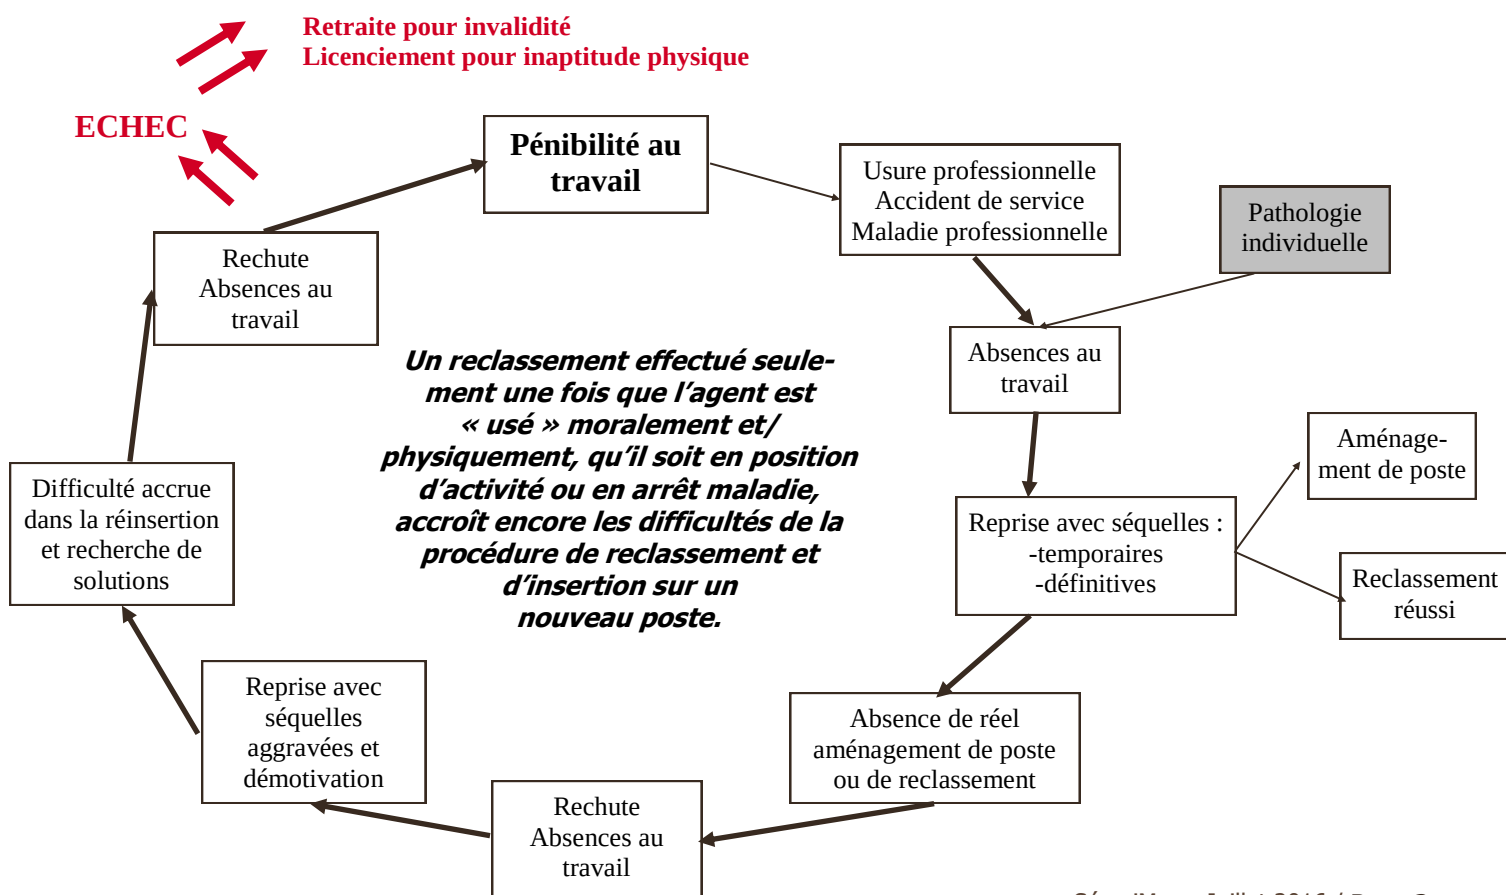 Retraite pour invalidité
Licenciement pour inaptitude physique
ECHEC
Pénibilité au
travail
Usure professionnelle
Accident de service
Maladie professionnelle
Pathologie
individuelle
Absences au
travail
Reprise avec séquelles :
-temporaires
-définitives
Aménage-
ment de poste
Reclassement
réussi
Absence de réel
aménagement de poste
ou de reclassement
Rechute
Absences au
travail
Reprise avec
séquelles
aggravées et
démotivation
Difficulté accrue
dans la réinsertion
et recherche de
solutions
Rechute
Absences au
travail
Un reclassement effectué seule-
ment une fois que l’agent est
« usé » moralement et/
physiquement, qu’il soit en position
d’activité ou en arrêt maladie,
accroît encore les difficultés de la
procédure de reclassement et
d’insertion sur un
nouveau poste.